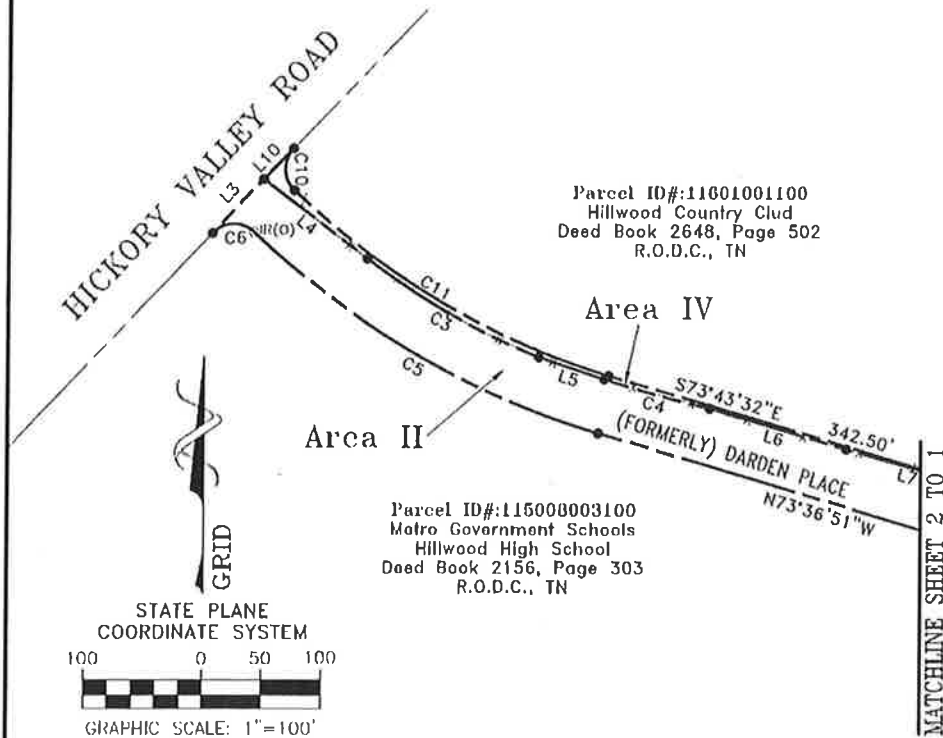 HICKORY VALLEY ROAD
L10
C10
L3
L4
C6
IR(O)
Parcel ID#:11601001100
Hillwood Country Clud
Deed Book 2648, Page 502
R.O.D.C., TN
C11
C3
Area IV
C5
L5
C4
S73°43'32"E
L6
342.50'
L7
(FORMERLY) DARDEN PLACE
N73°36'51"W
Area II
Parcel ID#:115008003100
Metro Government Schools
Hillwood High School
Deed Book 2156, Page 303
R.O.D.C., TN
MATCHLINE SHEET 2 TO 1
GRID
STATE PLANE
COORDINATE SYSTEM
100 0 50 100
GRAPHIC SCALE: 1"=100'